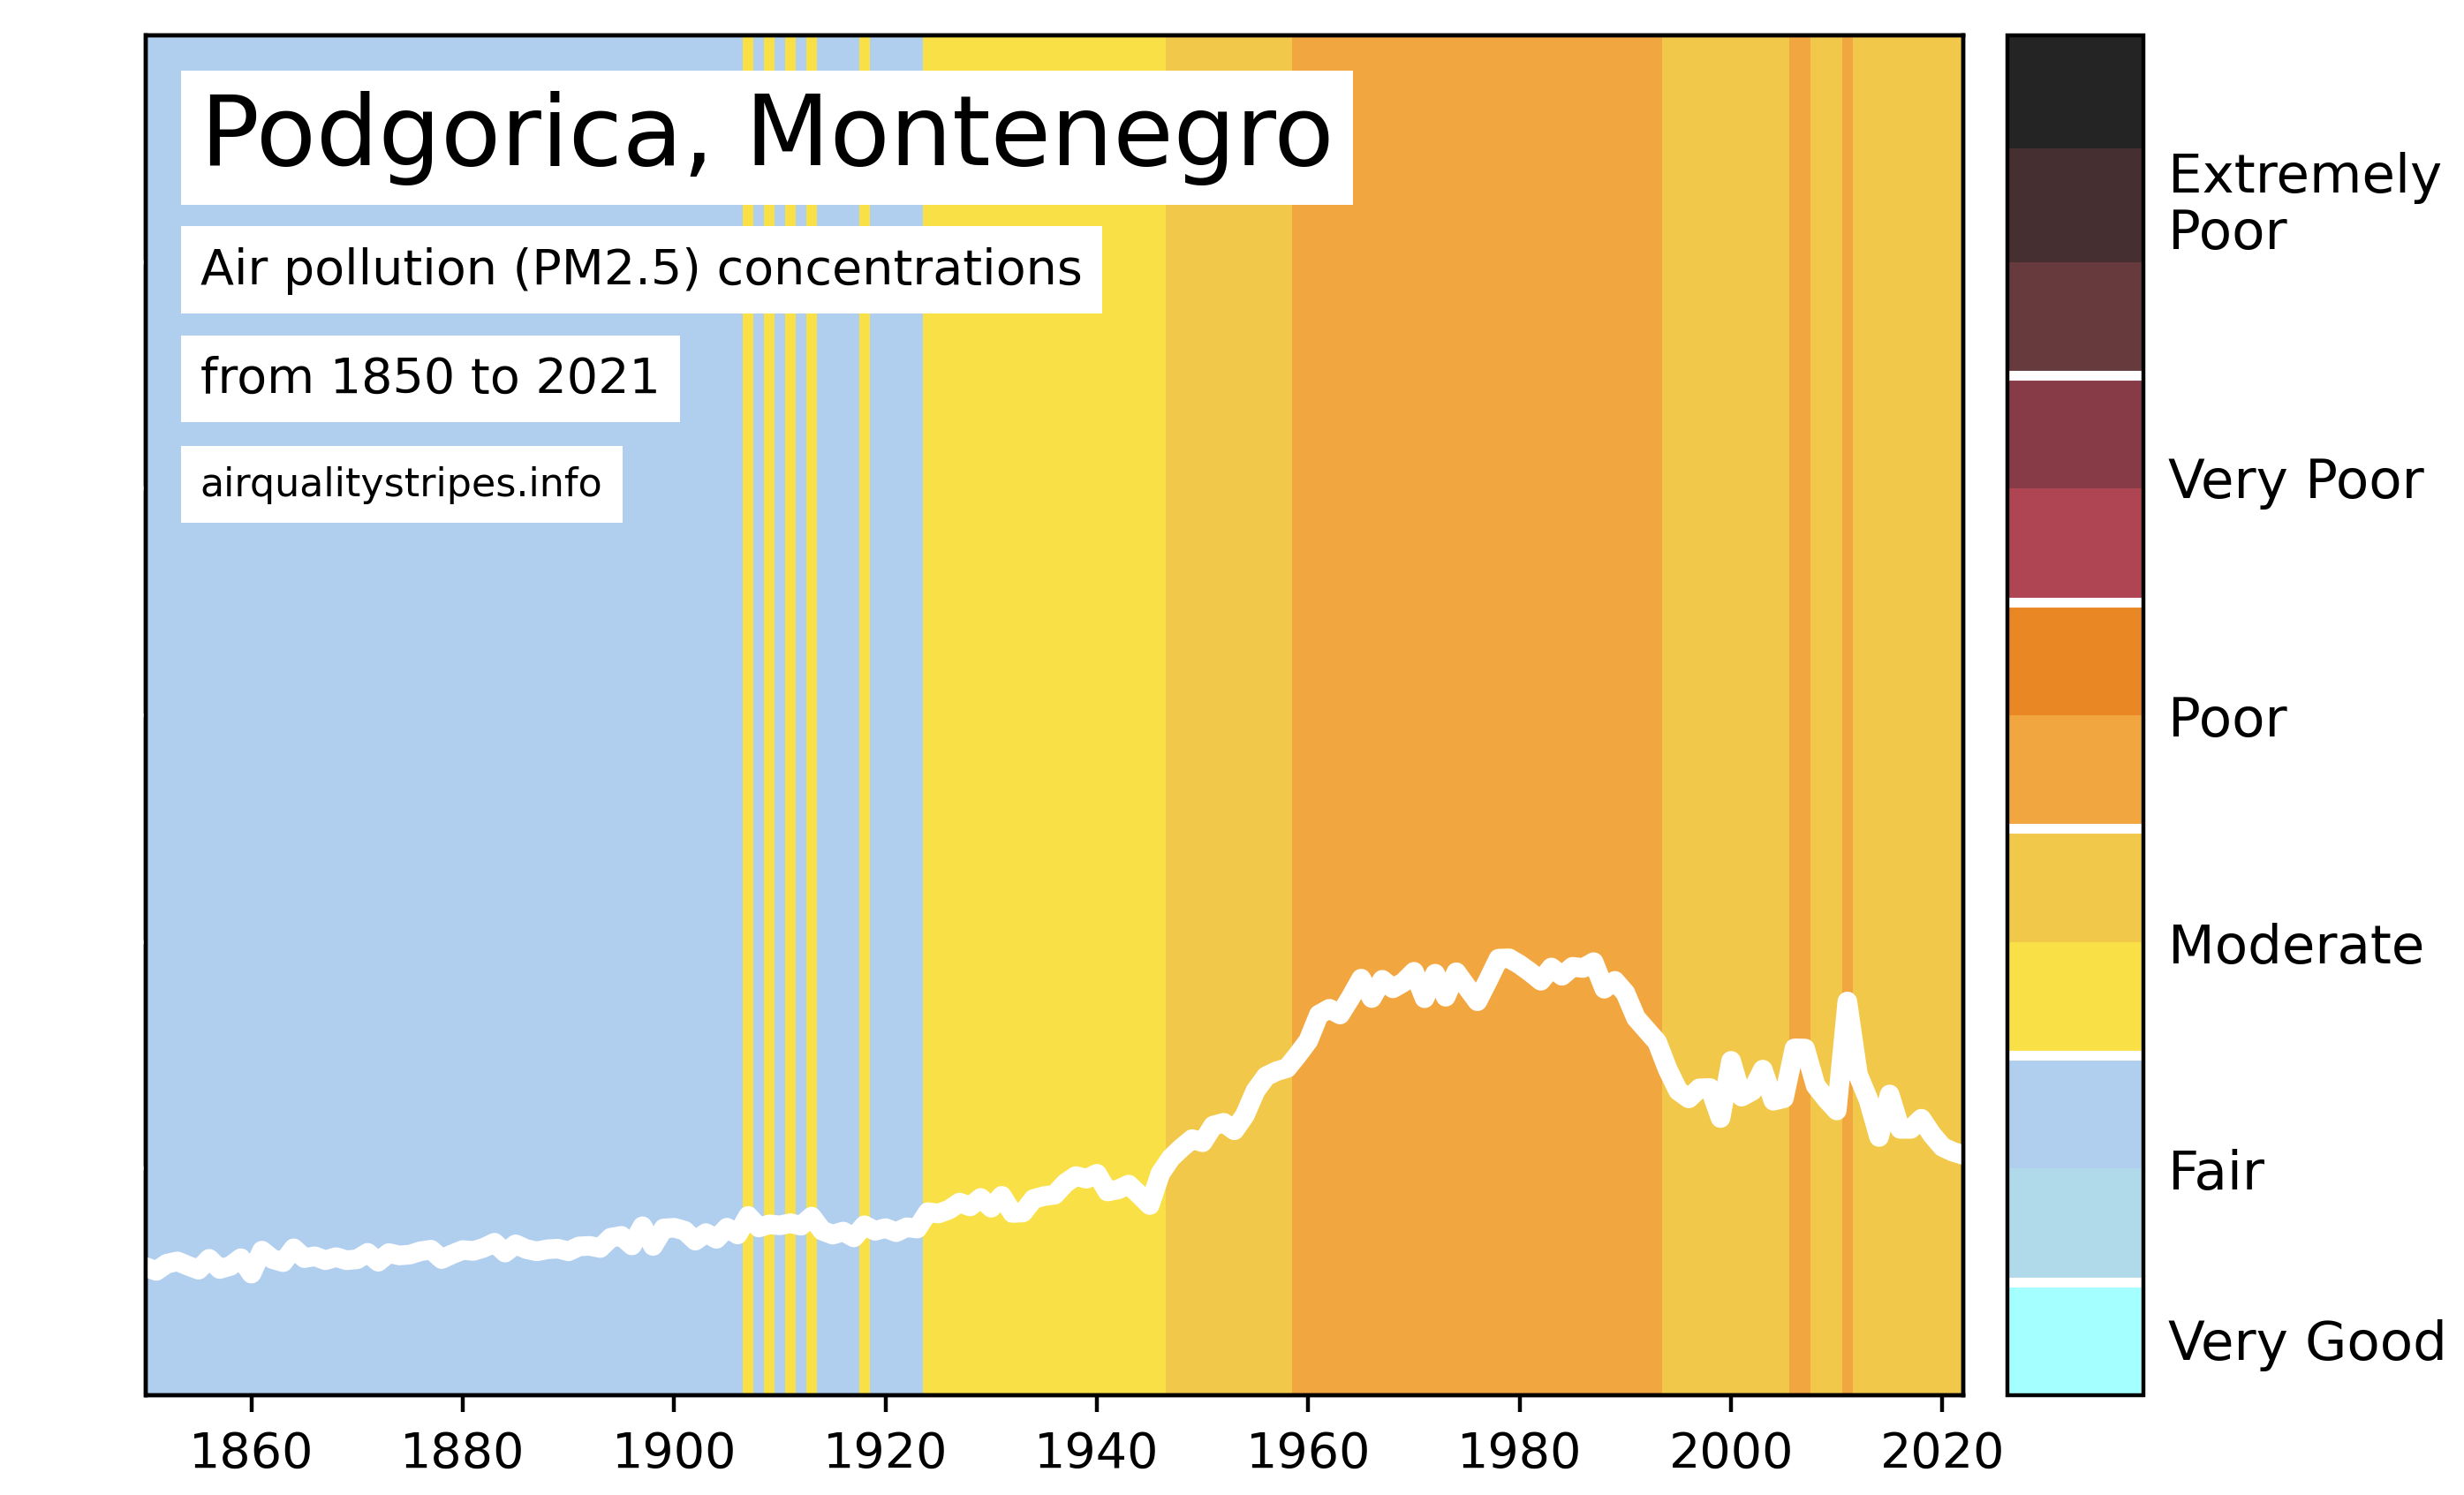 Podgorica, Montenegro
Air pollution (PM2.5) concentrations
from 1850 to 2021
airqualitystripes.info
Extremely
Poor
Very Poor
Poor
Moderate
Fair
Very Good
1860 1880 1900 1920 1940 1960 1980 2000 2020